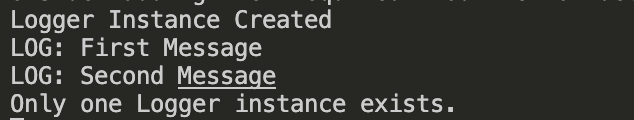 Logger Instance Created
LOG: First Message
LOG: Second Message
Only one Logger instance exists.